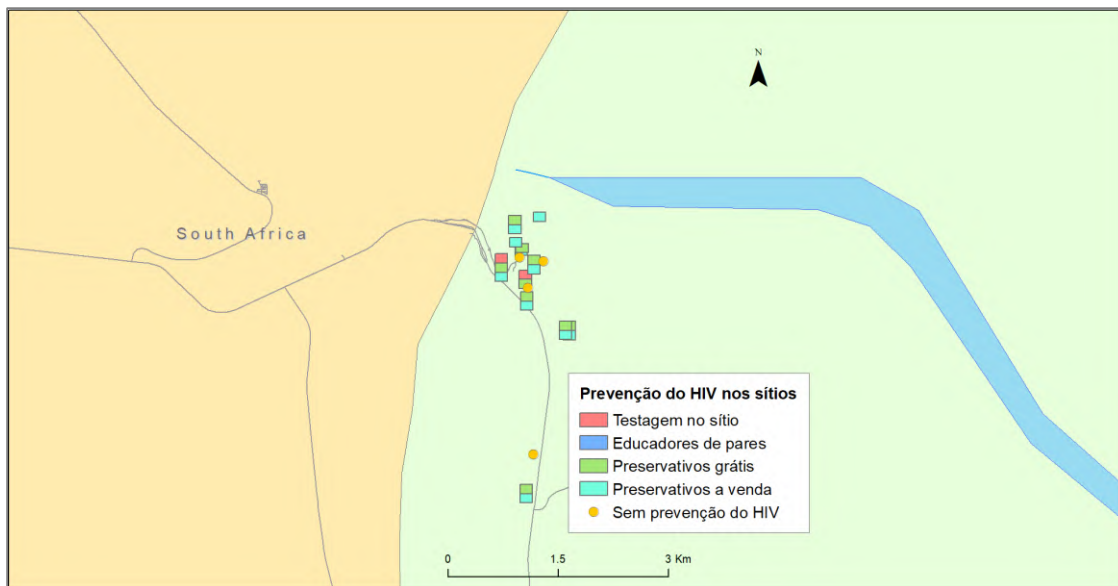 N
South Africa
Prevenção do HIV nos sítios
Testagem no sítio
Educadores de pares
Preservativos grátis
Preservativos a venda
Sem prevenção do HIV
0 1.5 3 Km